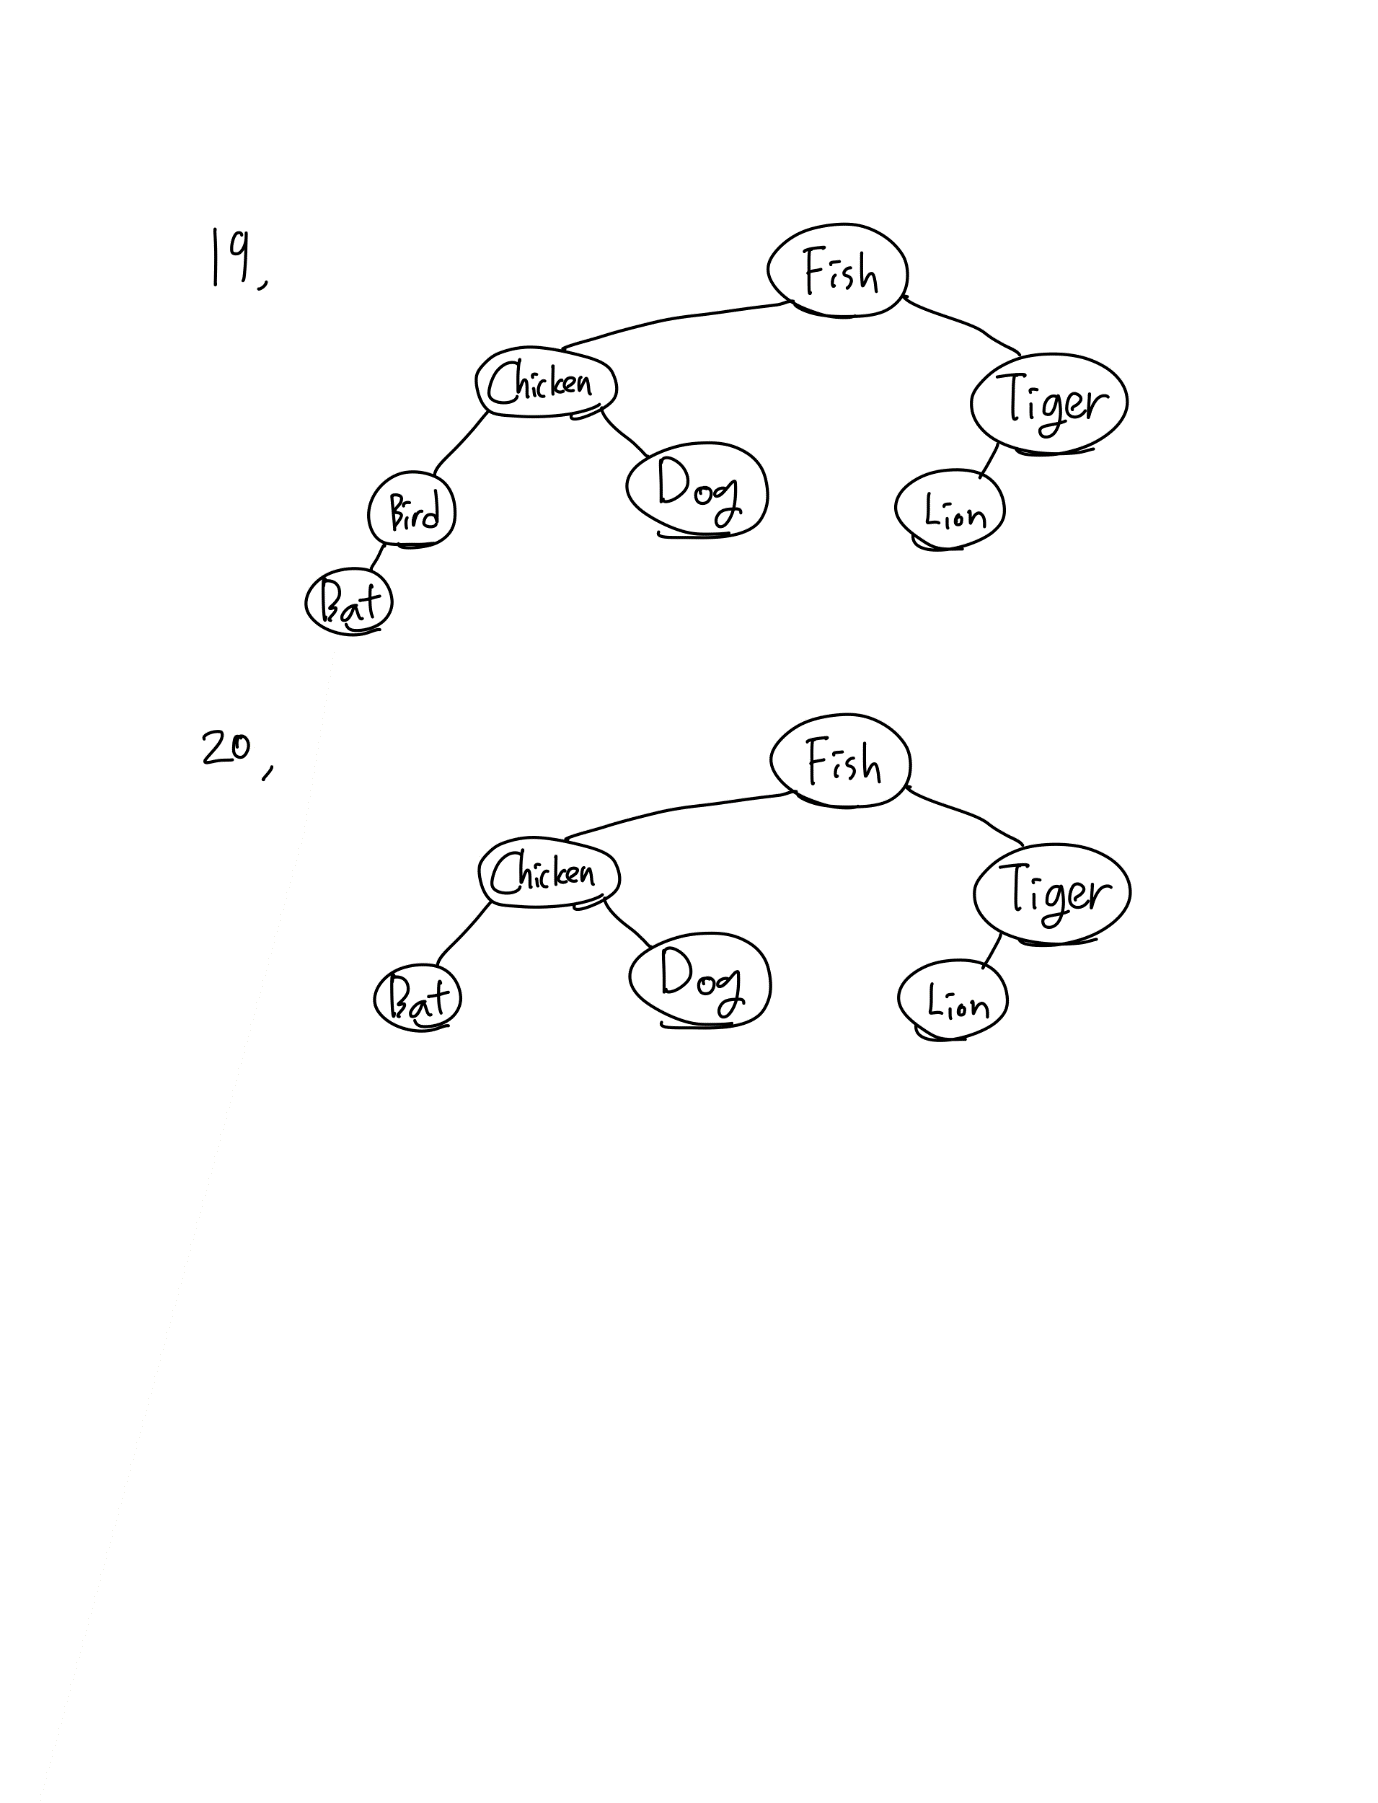 19,
Fish
Chicken
Tiger
Bird
Dog
Lion
Bat
20,
Fish
Chicken
Tiger
Bat
Dog
Lion